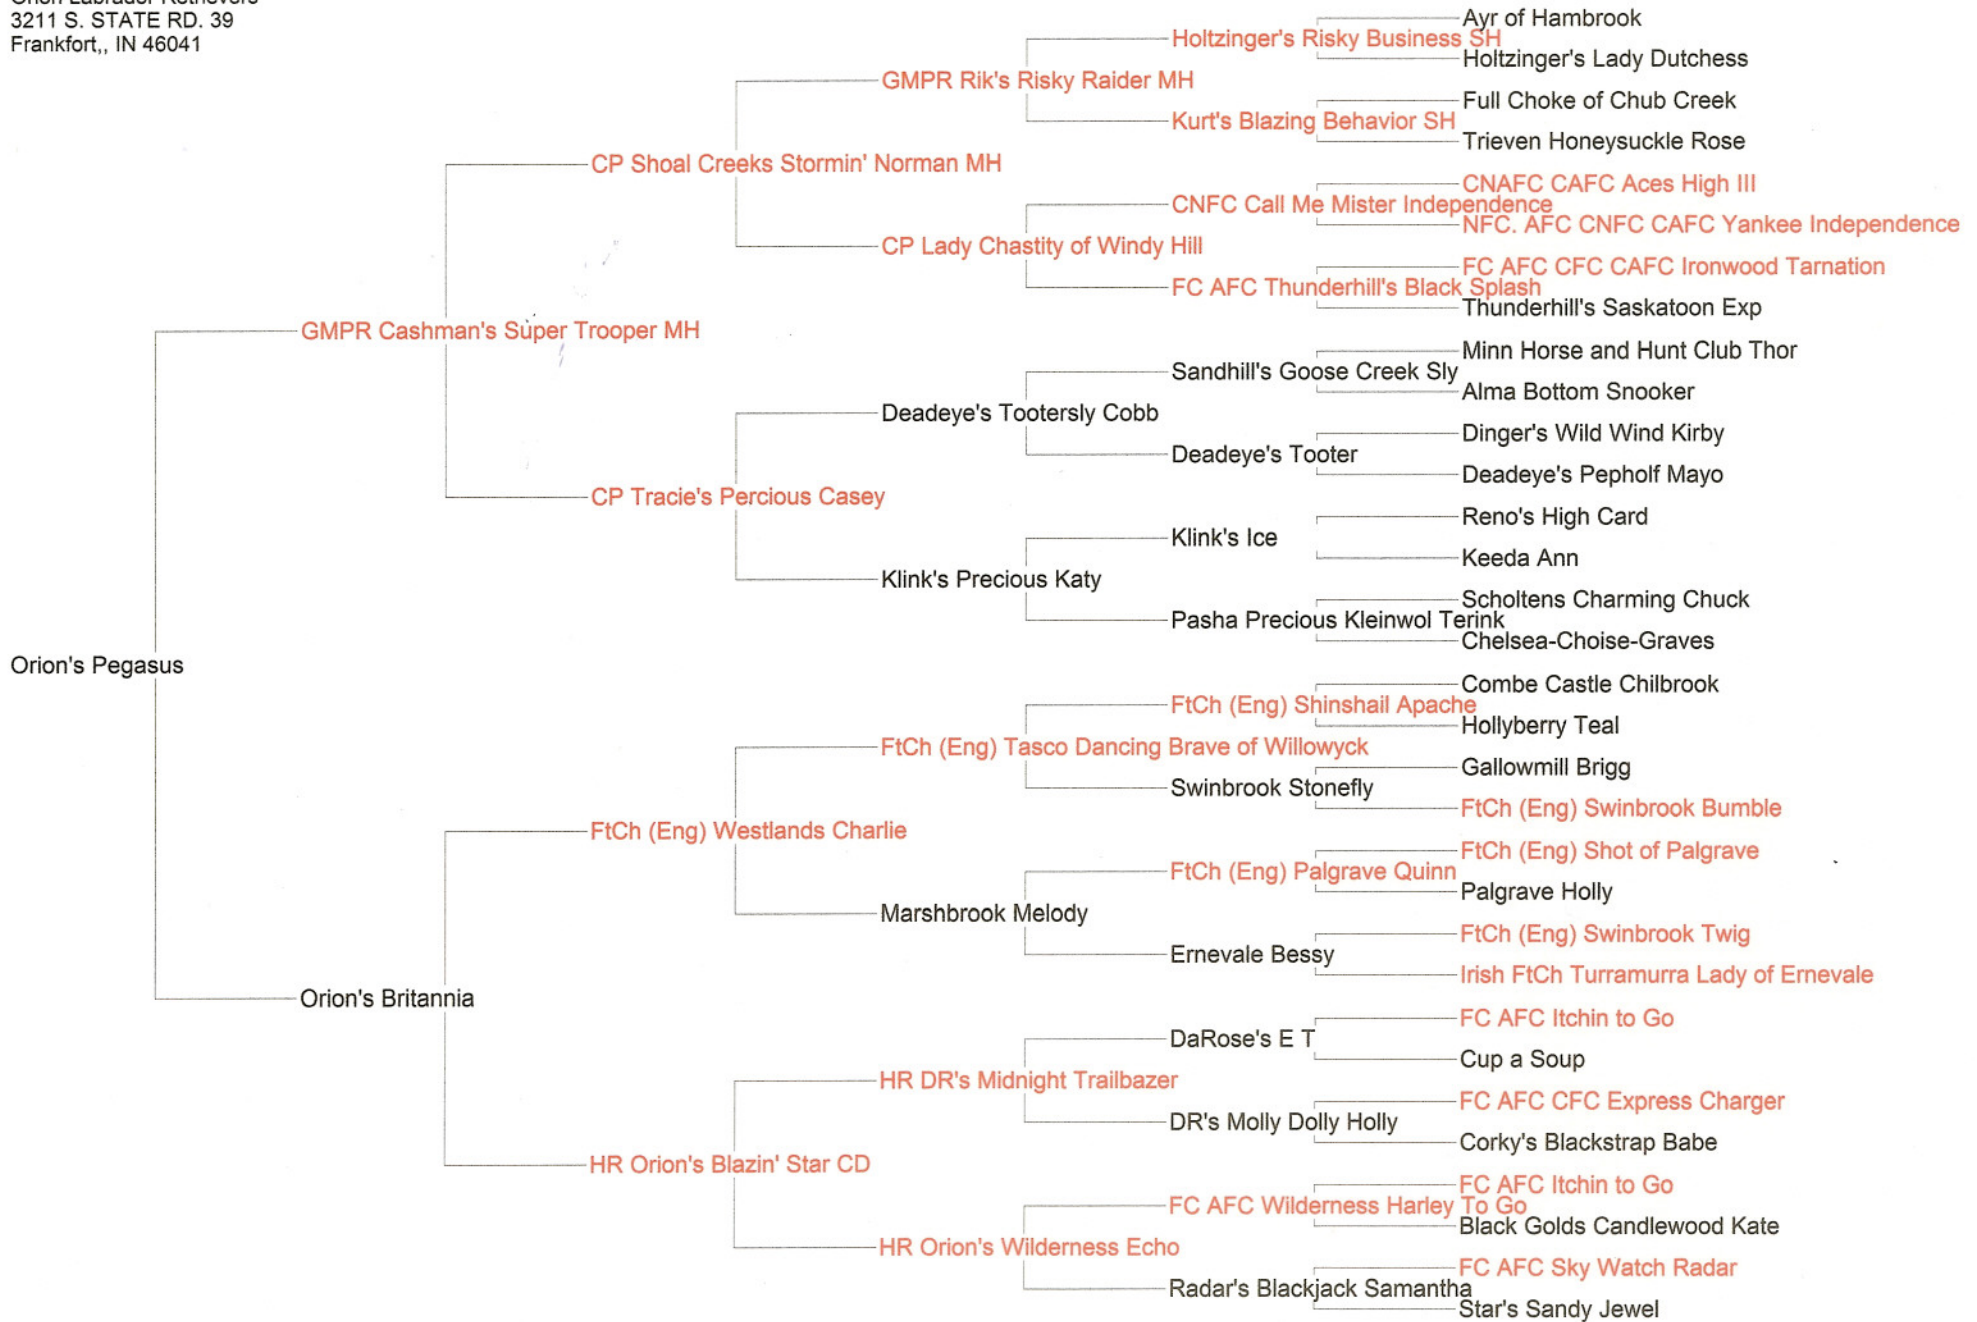 Orion Labrador Retrievers
3211 S. STATE RD. 39
Frankfort,, IN 46041
Ayr of Hambrook
Holtzinger's Risky Business SH
Holtzinger's Lady Dutchess
GMPR Rik's Risky Raider MH
Full Choke of Chub Creek
Kurt's Blazing Behavior SH
Trieven Honeysuckle Rose
CP Shoal Creeks Stormin' Norman MH
CNAFC CAFC Aces High III
CNFC Call Me Mister Independence
NFC. AFC CNFC CAFC Yankee Independence
CP Lady Chastity of Windy Hill
FC AFC CFC CAFC Ironwood Tarnation
FC AFC Thunderhill's Black Splash
Thunderhill's Saskatoon Exp
GMPR Cashman's Super Trooper MH
Minn Horse and Hunt Club Thor
Sandhill's Goose Creek Sly
Alma Bottom Snooker
Deadeye's Tootersly Cobb
Dinger's Wild Wind Kirby
Deadeye's Tooter
Deadeye's Pepholf Mayo
CP Tracie's Percious Casey
Reno's High Card
Klink's Ice
Keeda Ann
Klink's Precious Katy
Scholtens Charming Chuck
Pasha Precious Kleinwol Terink
Chelsea-Choise-Graves
Orion's Pegasus
Combe Castle Chilbrook
FtCh (Eng) Shinshail Apache
Hollyberry Teal
FtCh (Eng) Tasco Dancing Brave of Willowyck
Gallowmill Brigg
Swinbrook Stonefly
FtCh (Eng) Swinbrook Bumble
FtCh (Eng) Westlands Charlie
FtCh (Eng) Shot of Palgrave
FtCh (Eng) Palgrave Quinn
Palgrave Holly
Marshbrook Melody
FtCh (Eng) Swinbrook Twig
Ernevale Bessy
Irish FtCh Turramurra Lady of Ernevale
Orion's Britannia
FC AFC Itchin to Go
DaRose's E T
Cup a Soup
HR DR's Midnight Trailbazer
FC AFC CFC Express Charger
DR's Molly Dolly Holly
Corky's Blackstrap Babe
HR Orion's Blazin' Star CD
FC AFC Itchin to Go
FC AFC Wilderness Harley To Go
Black Golds Candlewood Kate
HR Orion's Wilderness Echo
FC AFC Sky Watch Radar
Radar's Blackjack Samantha
Star's Sandy Jewel